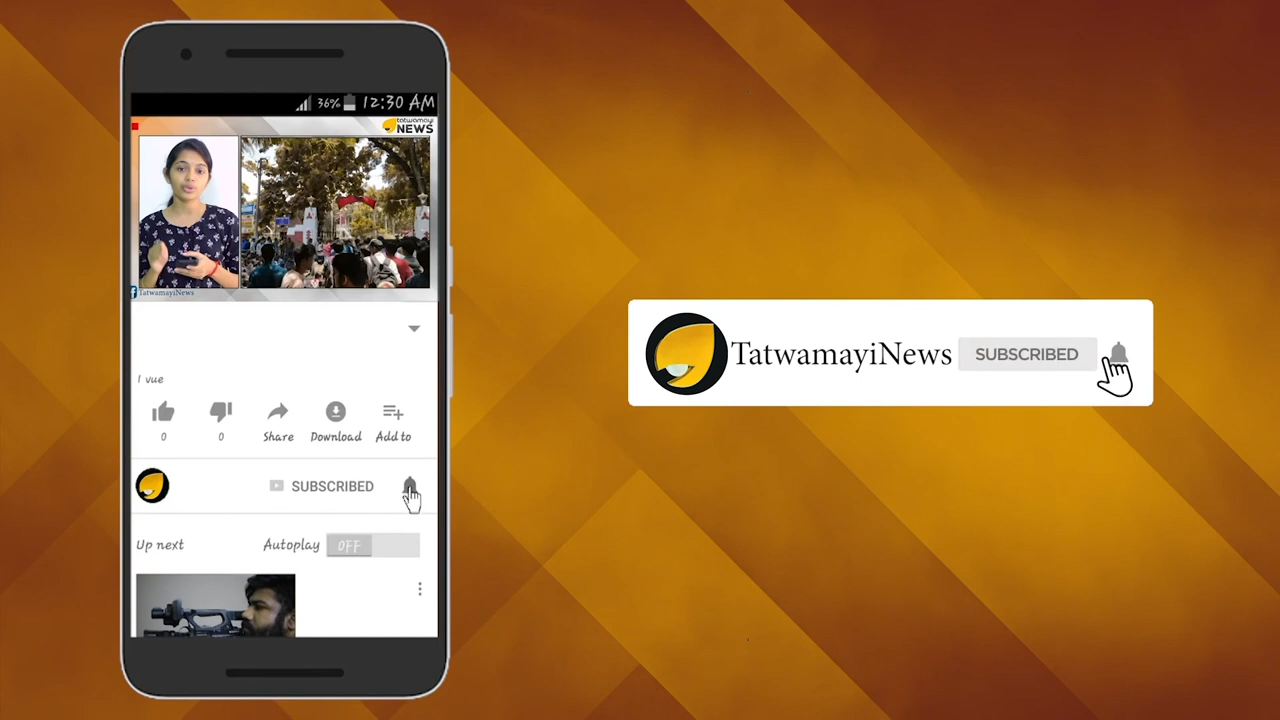 36% 12:30 AM
tatwamayi
NEWS
TatwamayiNews
1 vue
0 0 Share Download Add to
SUBSCRIBED
Up next Autoplay OFF
TatwamayiNews SUBSCRIBED